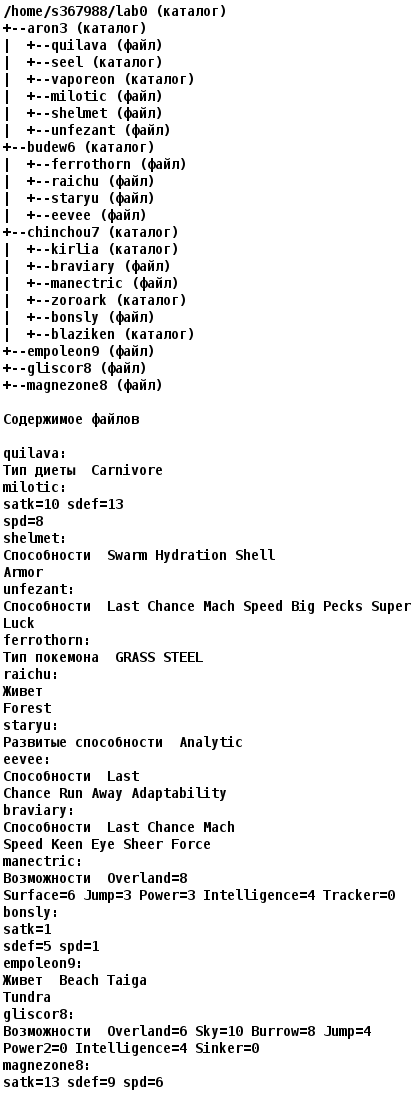 /home/s367988/lab0 (каталог)
+--aron3 (каталог)
|  +--quilava (файл)
|  +--seel (каталог)
|  +--vaporeon (каталог)
|  +--milotic (файл)
|  +--shelmet (файл)
|  +--unfezant (файл)
+--budew6 (каталог)
|  +--ferrothorn (файл)
|  +--raichu (файл)
|  +--staryu (файл)
|  +--eevee (файл)
+--chinchou7 (каталог)
|  +--kirlia (каталог)
|  +--braviary (файл)
|  +--manectric (файл)
|  +--zoroark (каталог)
|  +--bonsly (файл)
|  +--blaziken (каталог)
+--empoleon9 (файл)
+--gliscor8 (файл)
+--magnezone8 (файл)

Содержимое файлов

quilava:
Тип диеты  Carnivore
milotic:
satk=10 sdef=13
spd=8
shelmet:
Способности  Swarm Hydration Shell
Armor
unfezant:
Способности  Last Chance Mach Speed Big Pecks Super
Luck
ferrothorn:
Тип покемона  GRASS STEEL
raichu:
Живет
Forest
staryu:
Развитые способности  Analytic
eevee:
Способности  Last
Chance Run Away Adaptability
braviary:
Способности  Last Chance Mach
Speed Keen Eye Sheer Force
manectric:
Возможности  Overland=8
Surface=6 Jump=3 Power=3 Intelligence=4 Tracker=0
bonsly:
satk=1
sdef=5 spd=1
empoleon9:
Живет  Beach Taiga
Tundra
gliscor8:
Возможности  Overland=6 Sky=10 Burrow=8 Jump=4
Power2=0 Intelligence=4 Sinker=0
magnezone8:
satk=13 sdef=9 spd=6